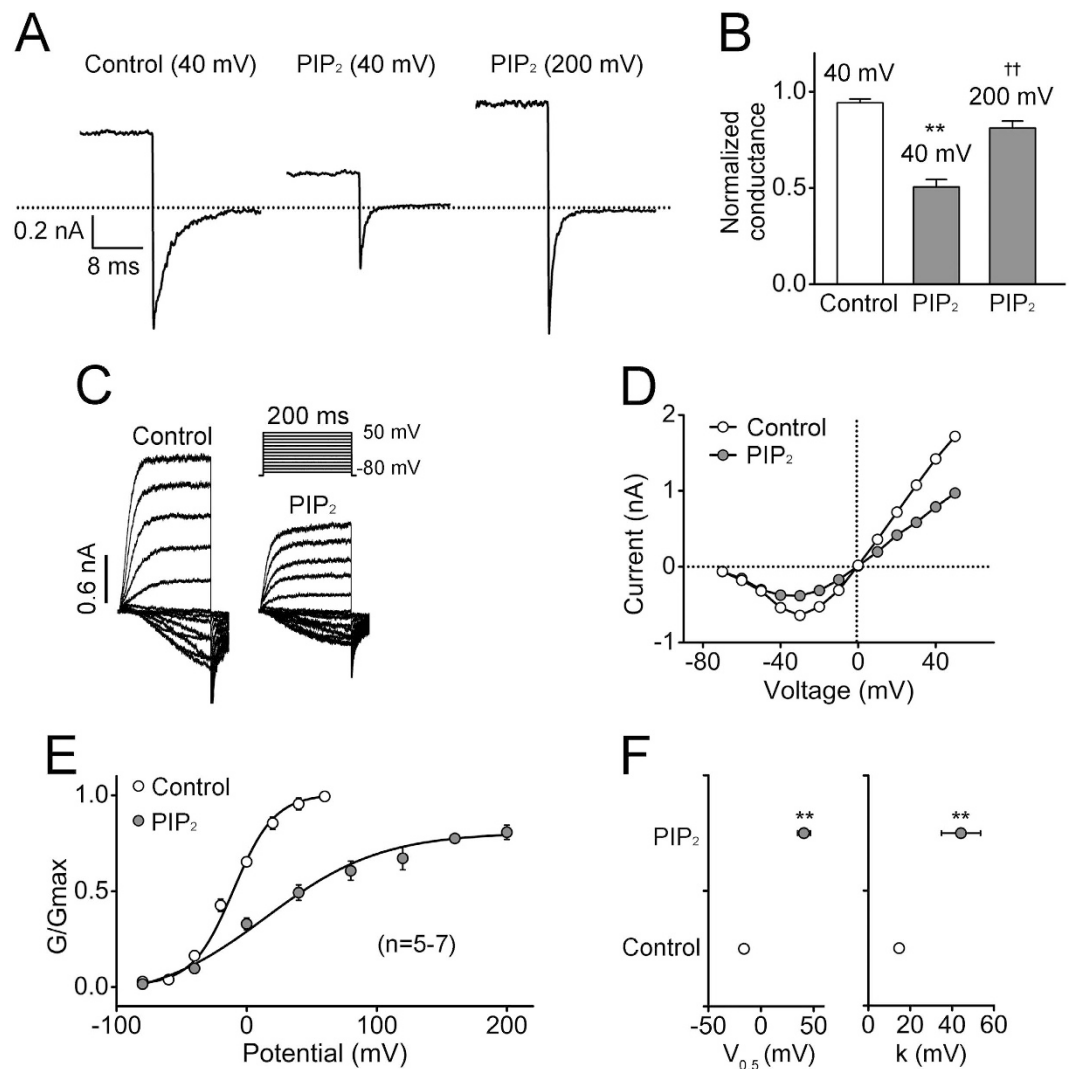 A
Control (40 mV)
PIP₂ (40 mV)
PIP₂ (200 mV)
0.2 nA
8 ms
B
Normalized
conductance
1.0
0.5
0.0
40 mV
**
40 mV
††
200 mV
Control
PIP₂
PIP₂
C
Control
200 ms
50 mV
-80 mV
PIP₂
0.6 nA
D
Control
PIP₂
Current (nA)
2
1
0
-1
-80
-40
0
40
Voltage (mV)
E
Control
PIP₂
G/Gmax
1.0
0.5
0.0
(n=5-7)
-100
0
100
200
Potential (mV)
F
PIP₂
Control
**
**
-50
0
50
V₀.₅ (mV)
0
20
40
60
k (mV)